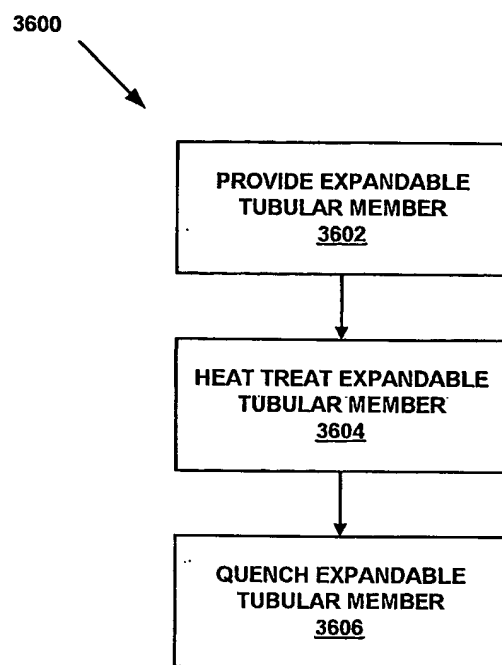 3600
PROVIDE EXPANDABLE
TUBULAR MEMBER
3602
HEAT TREAT EXPANDABLE
TUBULAR MEMBER
3604
QUENCH EXPANDABLE
TUBULAR MEMBER
3606